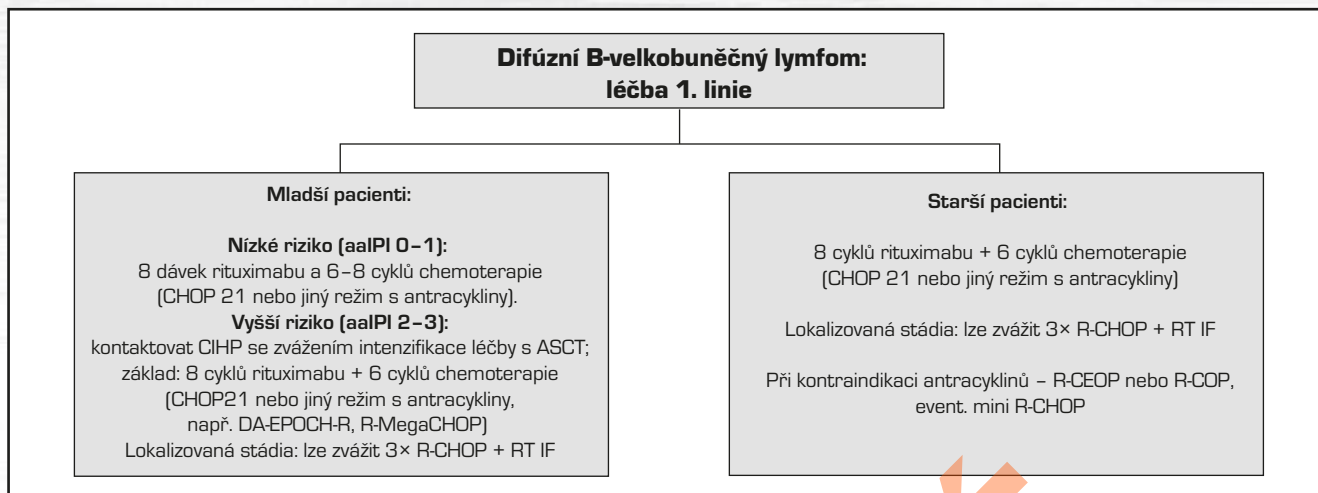 Difúzní B-velkobuněčný lymfom:
léčba 1. linie
Mladší pacienti:
Nízké riziko (aaIPI 0–1):
8 dávek rituximabu a 6–8 cyklů chemoterapie
(CHOP 21 nebo jiný režim s antracykliny).
Vyšší riziko (aaIPI 2–3):
kontaktovat CIHP se zvážením intenzifikace léčby s ASCT;
základ: 8 cyklů rituximabu + 6 cyklů chemoterapie
(CHOP21 nebo jiný režim s antracykliny,
např. DA-EPOCH-R, R-MegaCHOP)
Lokalizovaná stádia: lze zvážit 3× R-CHOP + RT IF
Starší pacienti:
8 cyklů rituximabu + 6 cyklů chemoterapie
(CHOP 21 nebo jiný režim s antracykliny)
Lokalizovaná stádia: lze zvážit 3× R-CHOP + RT IF
Při kontraindikaci antracyklinů – R-CEOP nebo R-COP,
event. mini R-CHOP